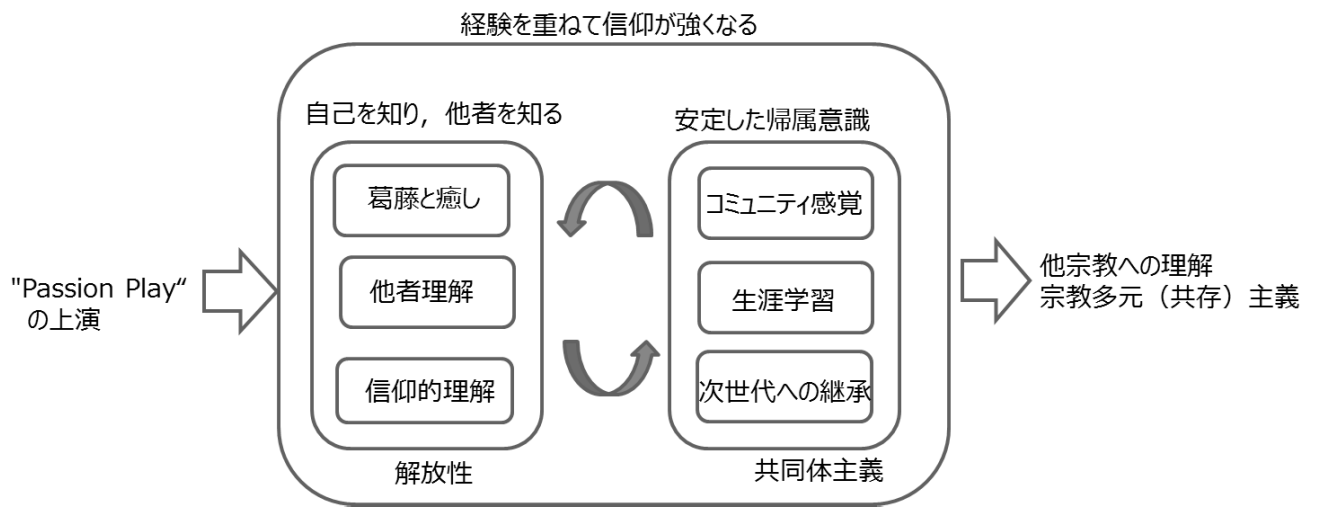 経験を重ねて信仰が強くなる
自己を知り，他者を知る
葛藤と癒し
他者理解
信仰的理解
解放性
安定した帰属意識
コミュニティ感覚
生涯学習
次世代への継承
共同体主義
"Passion Play“
の上演
他宗教への理解
宗教多元（共存）主義